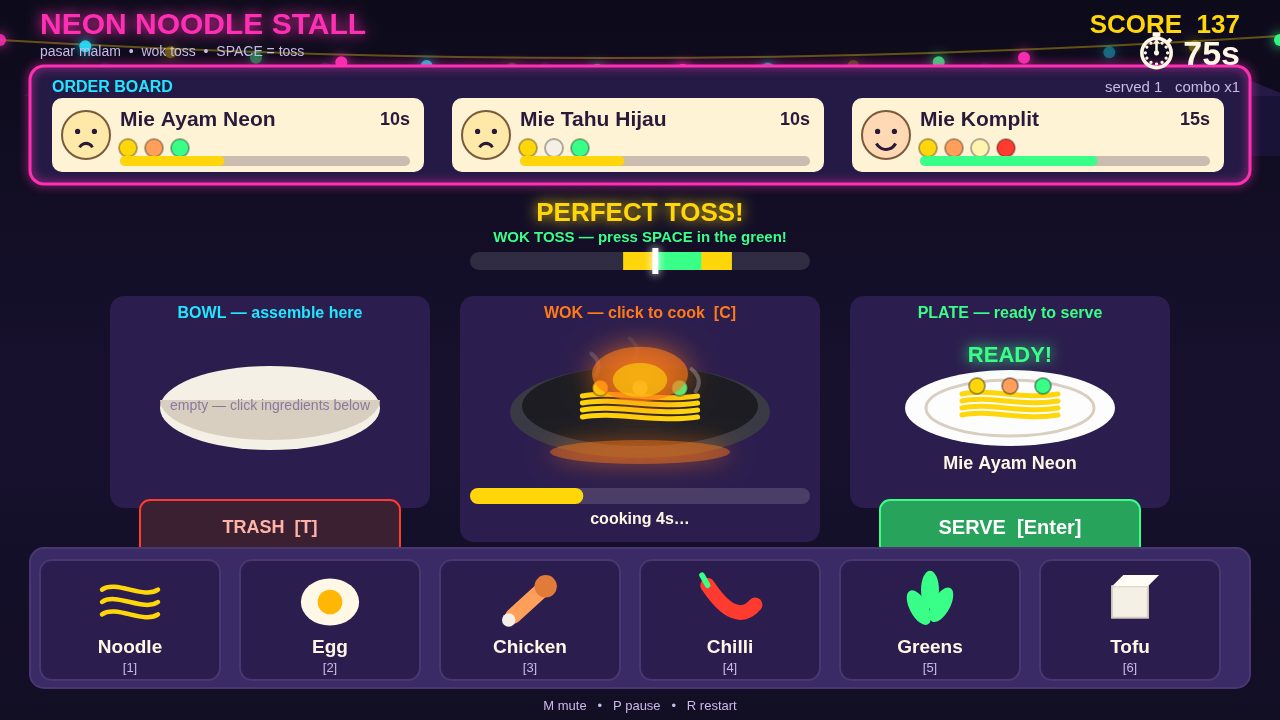 NEON NOODLE STALL
SCORE 137
pasar malam • wok toss • SPACE = toss
75s
ORDER BOARD
served 1 combo x1
Mie Ayam Neon 10s
Mie Tahu Hijau 10s
Mie Komplit 15s
PERFECT TOSS!
WOK TOSS — press SPACE in the green!
BOWL — assemble here
WOK — click to cook [C]
PLATE — ready to serve
READY!
empty — click ingredients below
Mie Ayam Neon
cooking 4s…
TRASH [T]
SERVE [Enter]
Noodle
[1]
Egg
[2]
Chicken
[3]
Chilli
[4]
Greens
[5]
Tofu
[6]
M mute • P pause • R restart